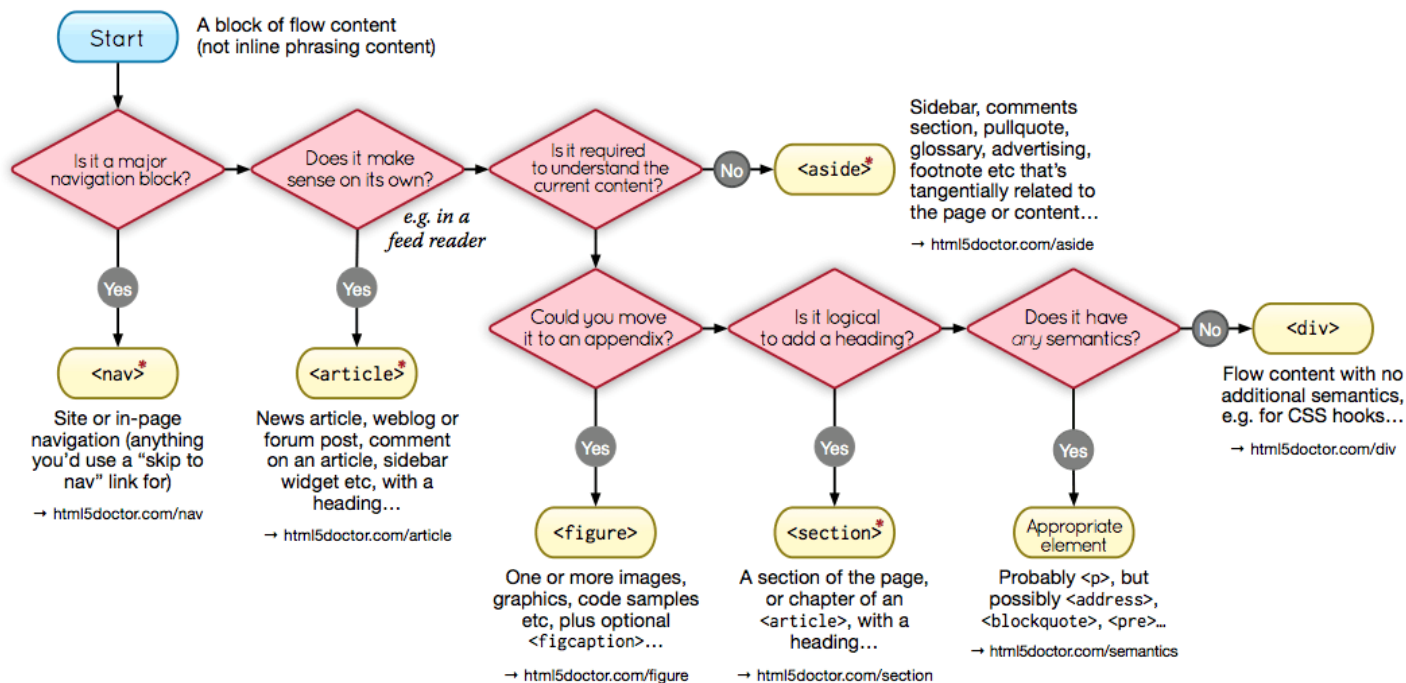 Start
A block of flow content
(not inline phrasing content)
Is it a major
navigation block?
Does it make
sense on its own?
e.g. in a
feed reader
Is it required
to understand the
current content?
No
<aside>*
Sidebar, comments
section, pullquote,
glossary, advertising,
footnote etc that’s
tangentially related to
the page or content…
→ html5doctor.com/aside
Yes
<nav>*
Site or in-page
navigation (anything
you’d use a “skip to
nav” link for)
→ html5doctor.com/nav
Yes
<article>*
News article, weblog or
forum post, comment
on an article, sidebar
widget etc, with a
heading…
→ html5doctor.com/article
Could you move
it to an appendix?
Is it logical
to add a heading?
Does it have
any semantics?
No
<div>
Flow content with no
additional semantics,
e.g. for CSS hooks…
→ html5doctor.com/div
Yes
<figure>
One or more images,
graphics, code samples
etc, plus optional
<figcaption>…
→ html5doctor.com/figure
Yes
<section>*
A section of the page,
or chapter of an
<article>, with a
heading…
→ html5doctor.com/section
Yes
Appropriate
element
Probably <p>, but
possibly <address>,
<blockquote>, <pre>…
→ html5doctor.com/semantics